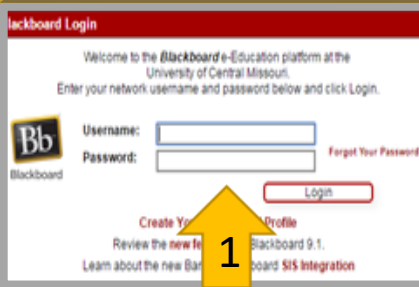 lackboard Login
Welcome to the Blackboard e-Education platform at the
University of Central Missouri.
Enter your network username and password below and click Login.
Bb
Blackboard
Username:
Password:
Forgot Your Password
Login
Create Yo Profile
Review the new fe Blackboard 9.1.
Learn about the new Ban board SIS Integration
1